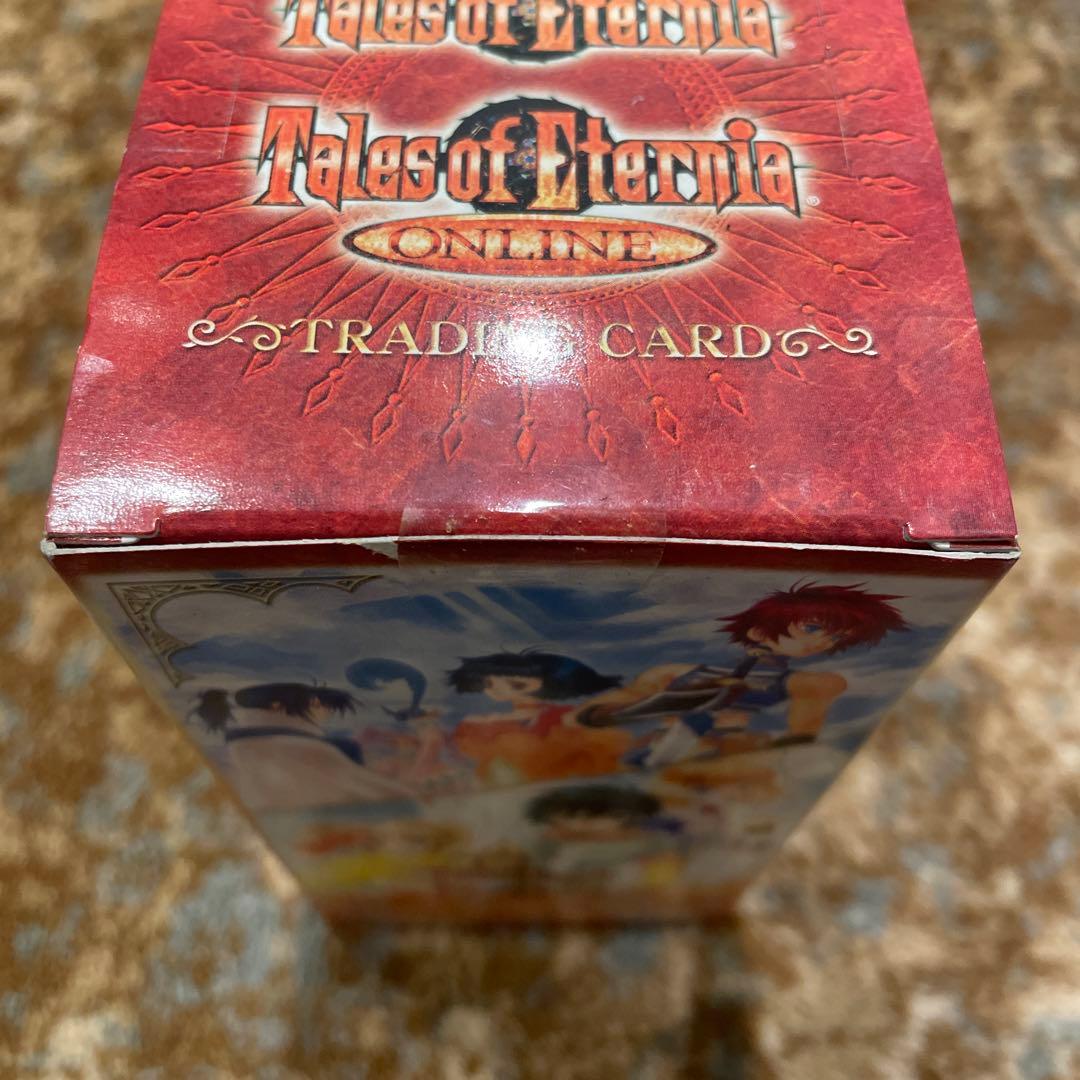 Tales of Eternia
Tales of Eternia®
ONLINE
TRADING CARD